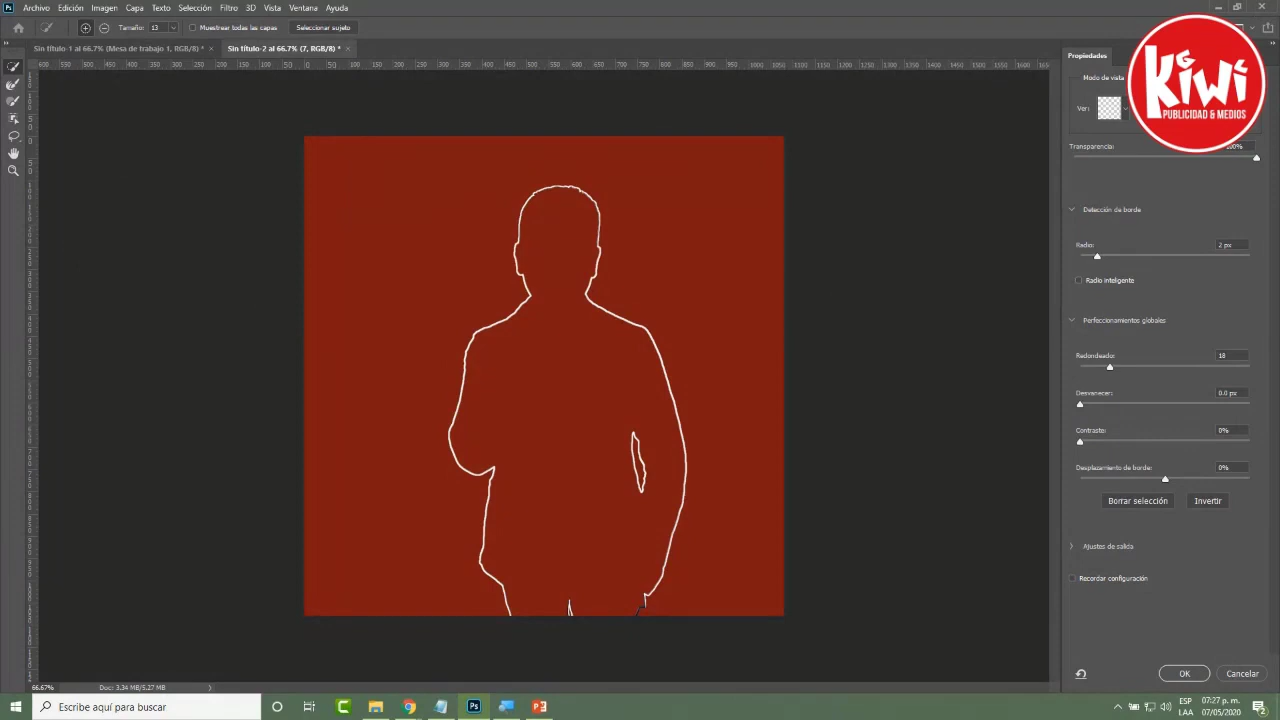 Ps Archivo Edición Imagen Capa Texto Selección Filtro 3D Vista Ventana Ayuda
Tamaño: 13 Muestrear todas las capas Seleccionar sujeto
Sin título-1 al 66.7% (Mesa de trabajo 1, RGB/8) * × Sin título-2 al 66.7% (7, RGB/8) * ×
KIWI
GL
PUBLICIDAD & MEDIOS
Propiedades
Modo de vista
Ver:
Transparencia:
Detección de borde
Radio: 2 px
Radio inteligente
Perfeccionamientos globales
Redondeado: 18
Desvanecer: 0.0 px
Contraste: 0%
Desplazamiento de borde: 0%
Borrar selección Invertir
Ajustes de salida
Recordar configuración
OK Cancelar
66.67% Doc: 3.34 MB/5.27 MB
Escribe aquí para buscar
ESP 07:27 p. m.
LAA 07/05/2020
2